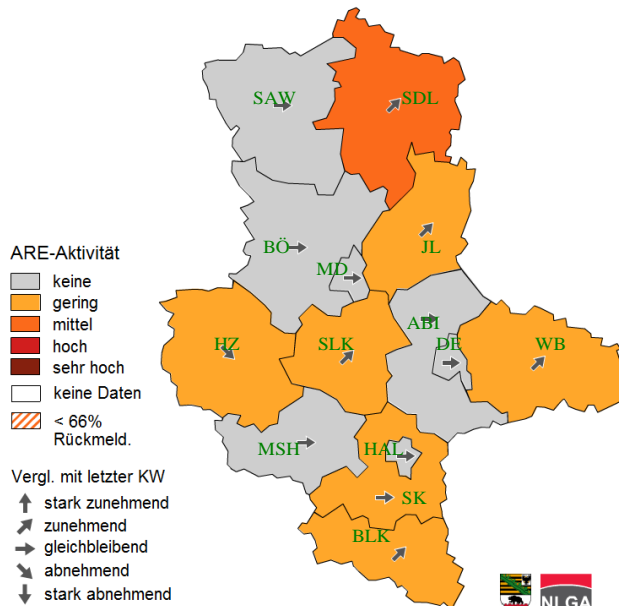 SAW
SDL
BÖ
MD
JL
ARE-Aktivität
keine
gering
mittel
hoch
sehr hoch
keine Daten
< 66%
Rückmeld.
HZ
SLK
ABI
DE
WB
MSH
HAL
SK
BLK
Vergl. mit letzter KW
stark zunehmend
zunehmend
gleichbleibend
abnehmend
stark abnehmend
NLGA